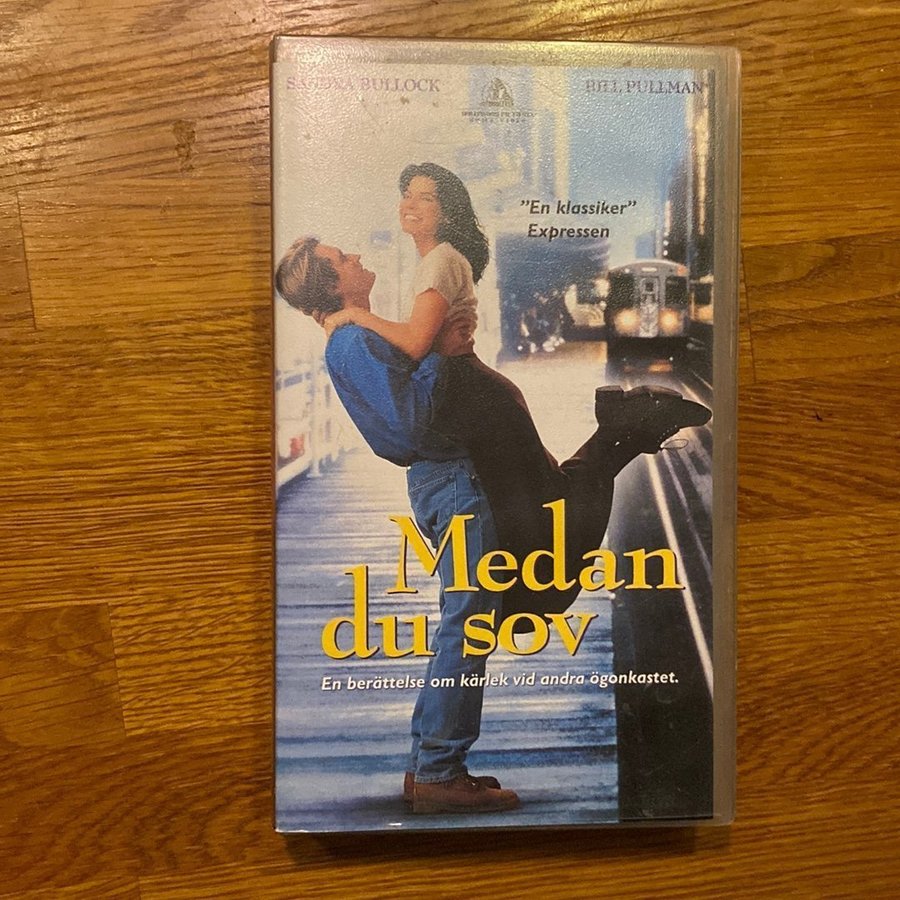 SANDRA BULLOCK
BILL PULLMAN
"En klassiker"
Expressen
Medan
du sov
En berättelse om kärlek vid andra ögonkastet.